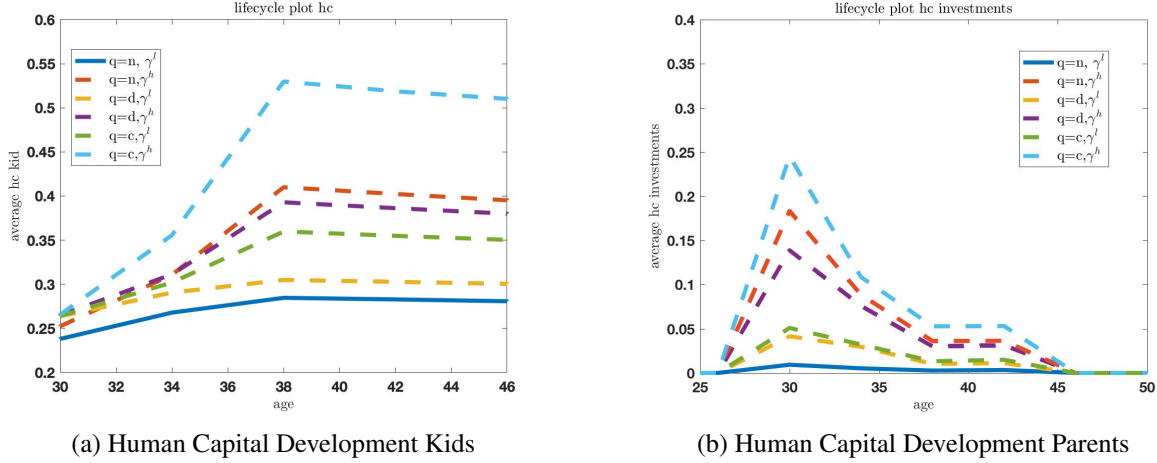 lifecycle plot hc
0.6
0.55
0.5
0.45
0.4
0.35
0.3
0.25
0.2
average hc kid
q=n, γ^l
q=n,γ^h
q=d,γ^l
q=d,γ^h
q=c,γ^l
q=c,γ^h
30 32 34 36 38 40 42 44 46
age
(a) Human Capital Development Kids
lifecycle plot hc investments
0.4
0.35
0.3
0.25
0.2
0.15
0.1
0.05
0
average hc investments
q=n, γ^l
q=n,γ^h
q=d,γ^l
q=d,γ^h
q=c,γ^l
q=c,γ^h
25 30 35 40 45 50
age
(b) Human Capital Development Parents